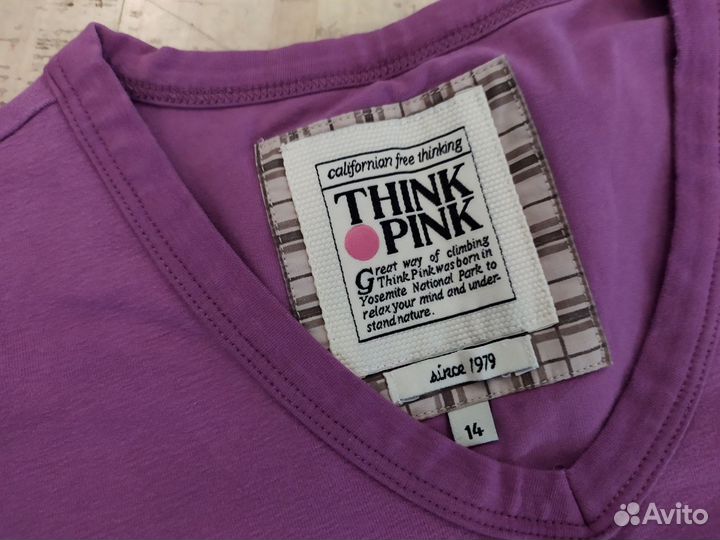 californian free thinking
THINK
PINK
Great way of climbing
Think Pink was born in
Yosemite National Park to
relax your mind and under-
stand nature.
since 1979
14
Avito